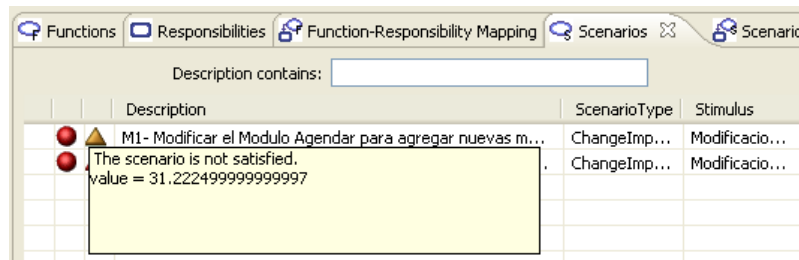 Functions Responsibilities Function-Responsibility Mapping Scenarios Scenario
Description contains:
Description ScenarioType Stimulus
M1- Modificar el Modulo Agendar para agregar nuevas m... ChangeImp... Modificacio...
The scenario is not satisfied. . ChangeImp... Modificacio...
value = 31.222499999999997